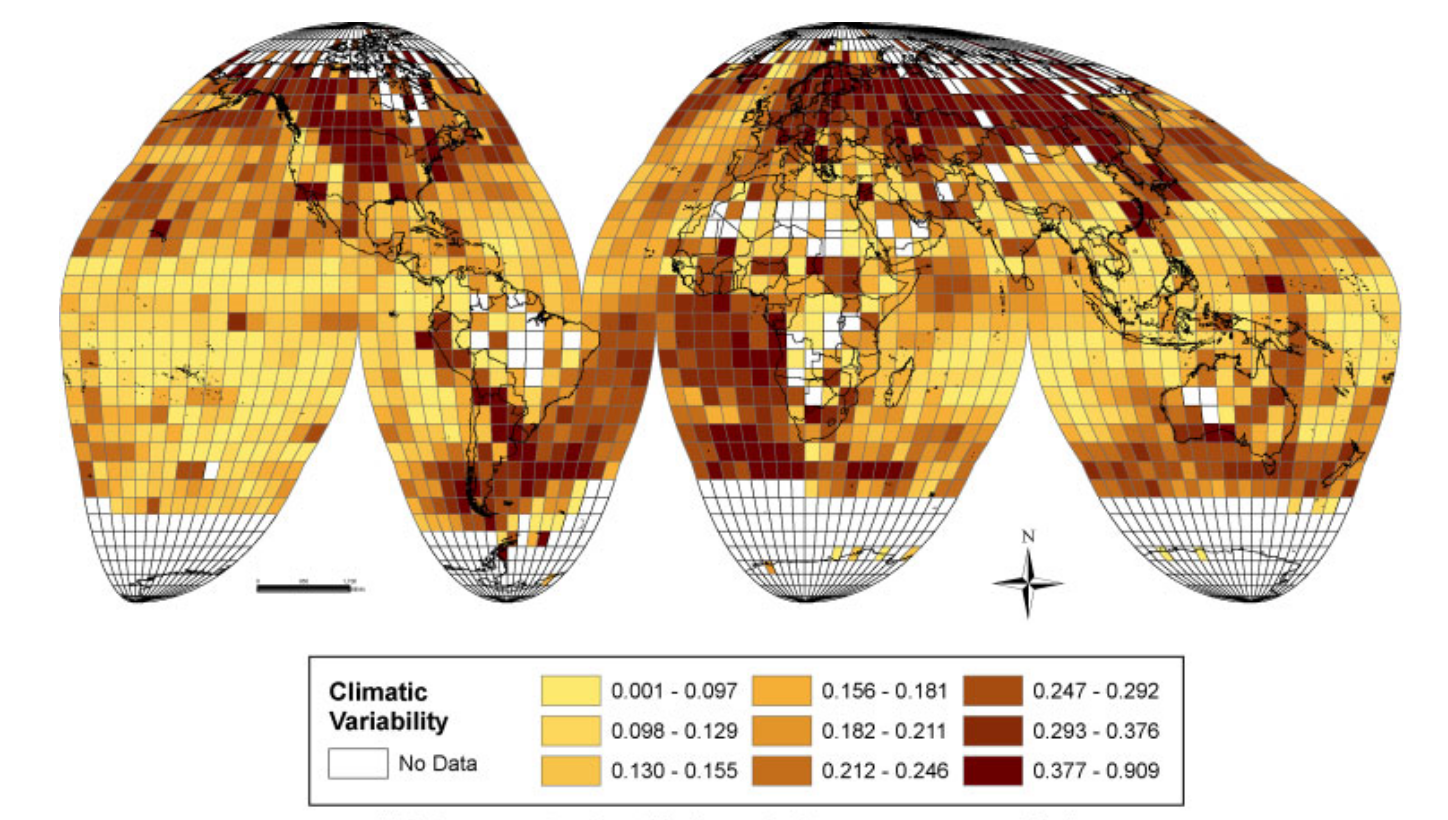 N
Climatic
Variability
No Data
0.001 - 0.097
0.098 - 0.129
0.130 - 0.155
0.156 - 0.181
0.182 - 0.211
0.212 - 0.246
0.247 - 0.292
0.293 - 0.376
0.377 - 0.909